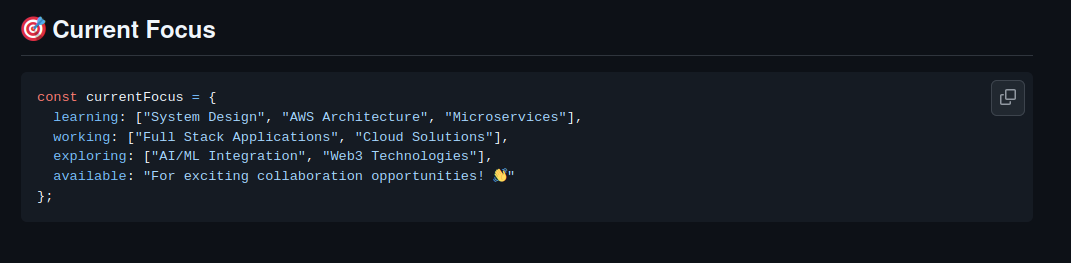 🎯 Current Focus
const currentFocus = {
  learning: ["System Design", "AWS Architecture", "Microservices"],
  working: ["Full Stack Applications", "Cloud Solutions"],
  exploring: ["AI/ML Integration", "Web3 Technologies"],
  available: "For exciting collaboration opportunities! 👋"
};